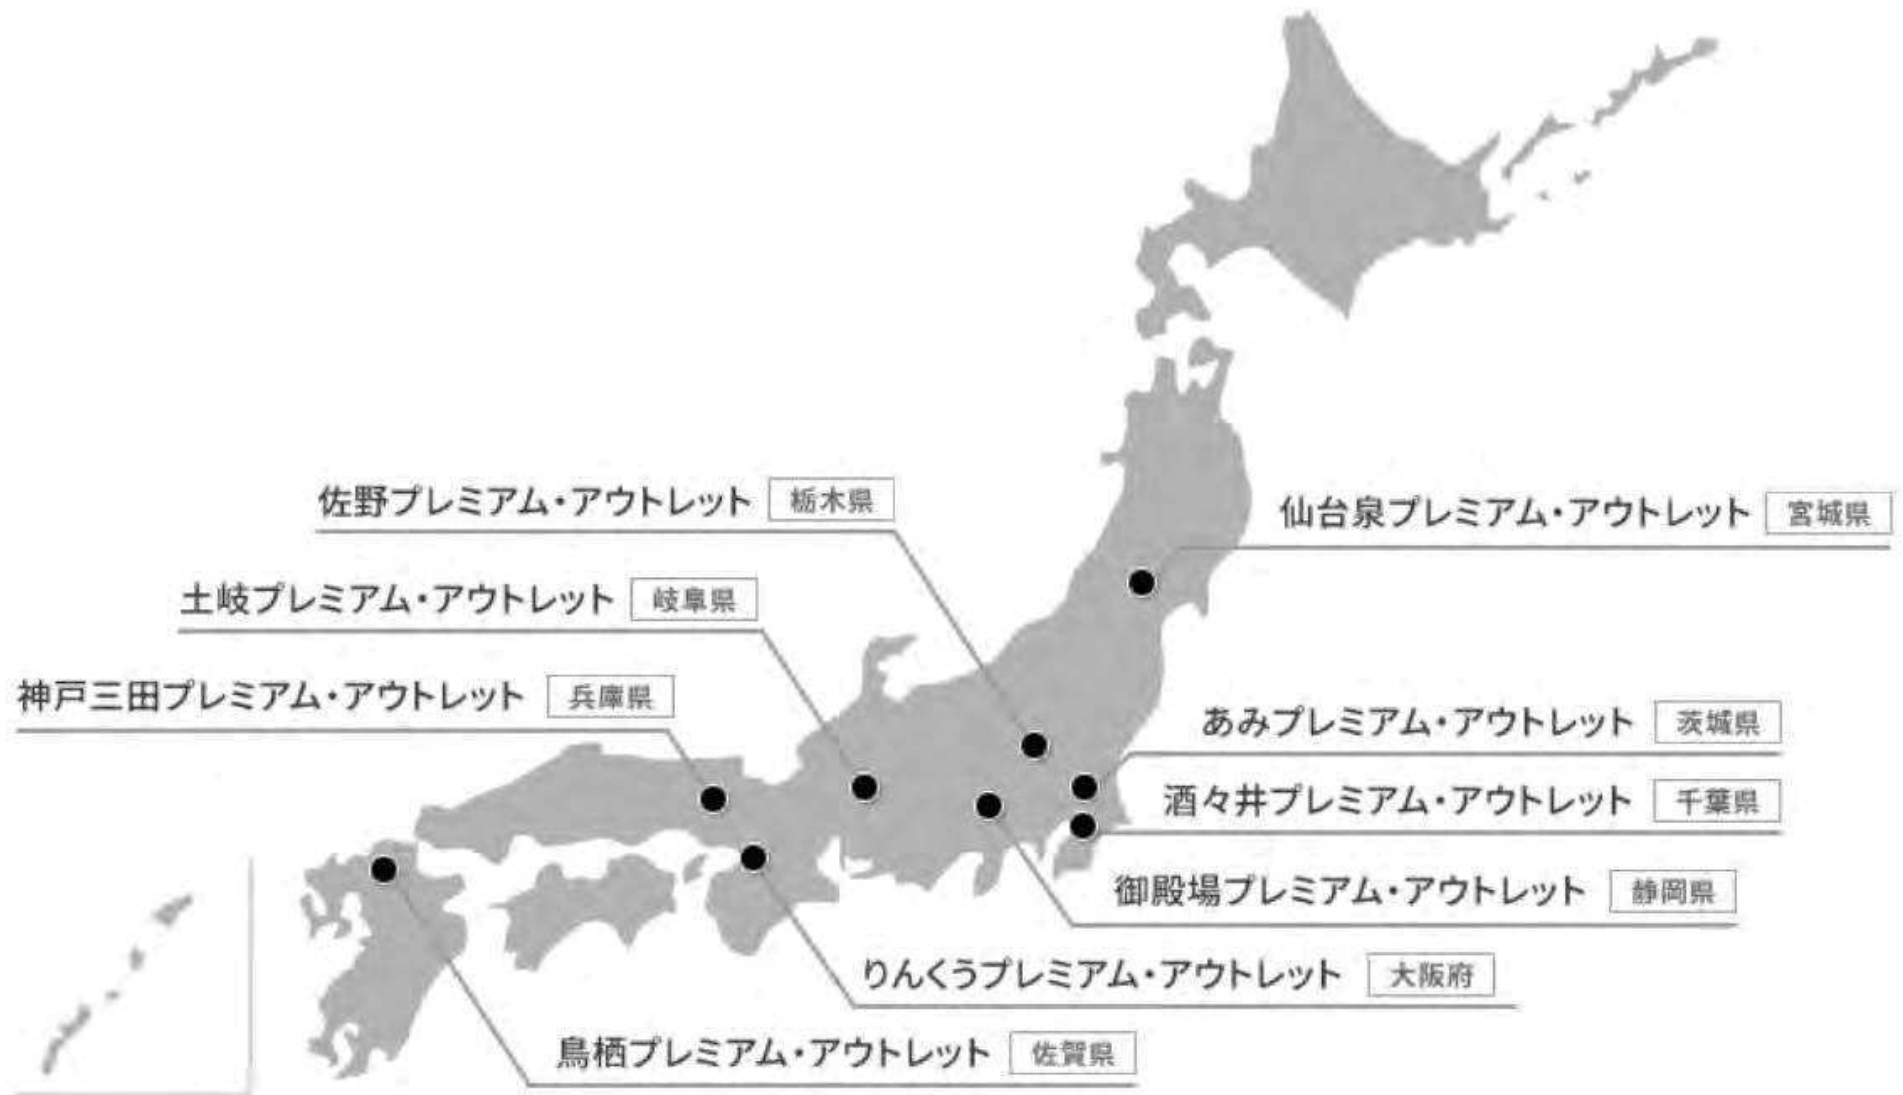 佐野プレミアム・アウトレット 栃木県
仙台泉プレミアム・アウトレット 宮城県
土岐プレミアム・アウトレット 岐阜県
神戸三田プレミアム・アウトレット 兵庫県
あみプレミアム・アウトレット 茨城県
酒々井プレミアム・アウトレット 千葉県
御殿場プレミアム・アウトレット 静岡県
りんくうプレミアム・アウトレット 大阪府
鳥栖プレミアム・アウトレット 佐賀県